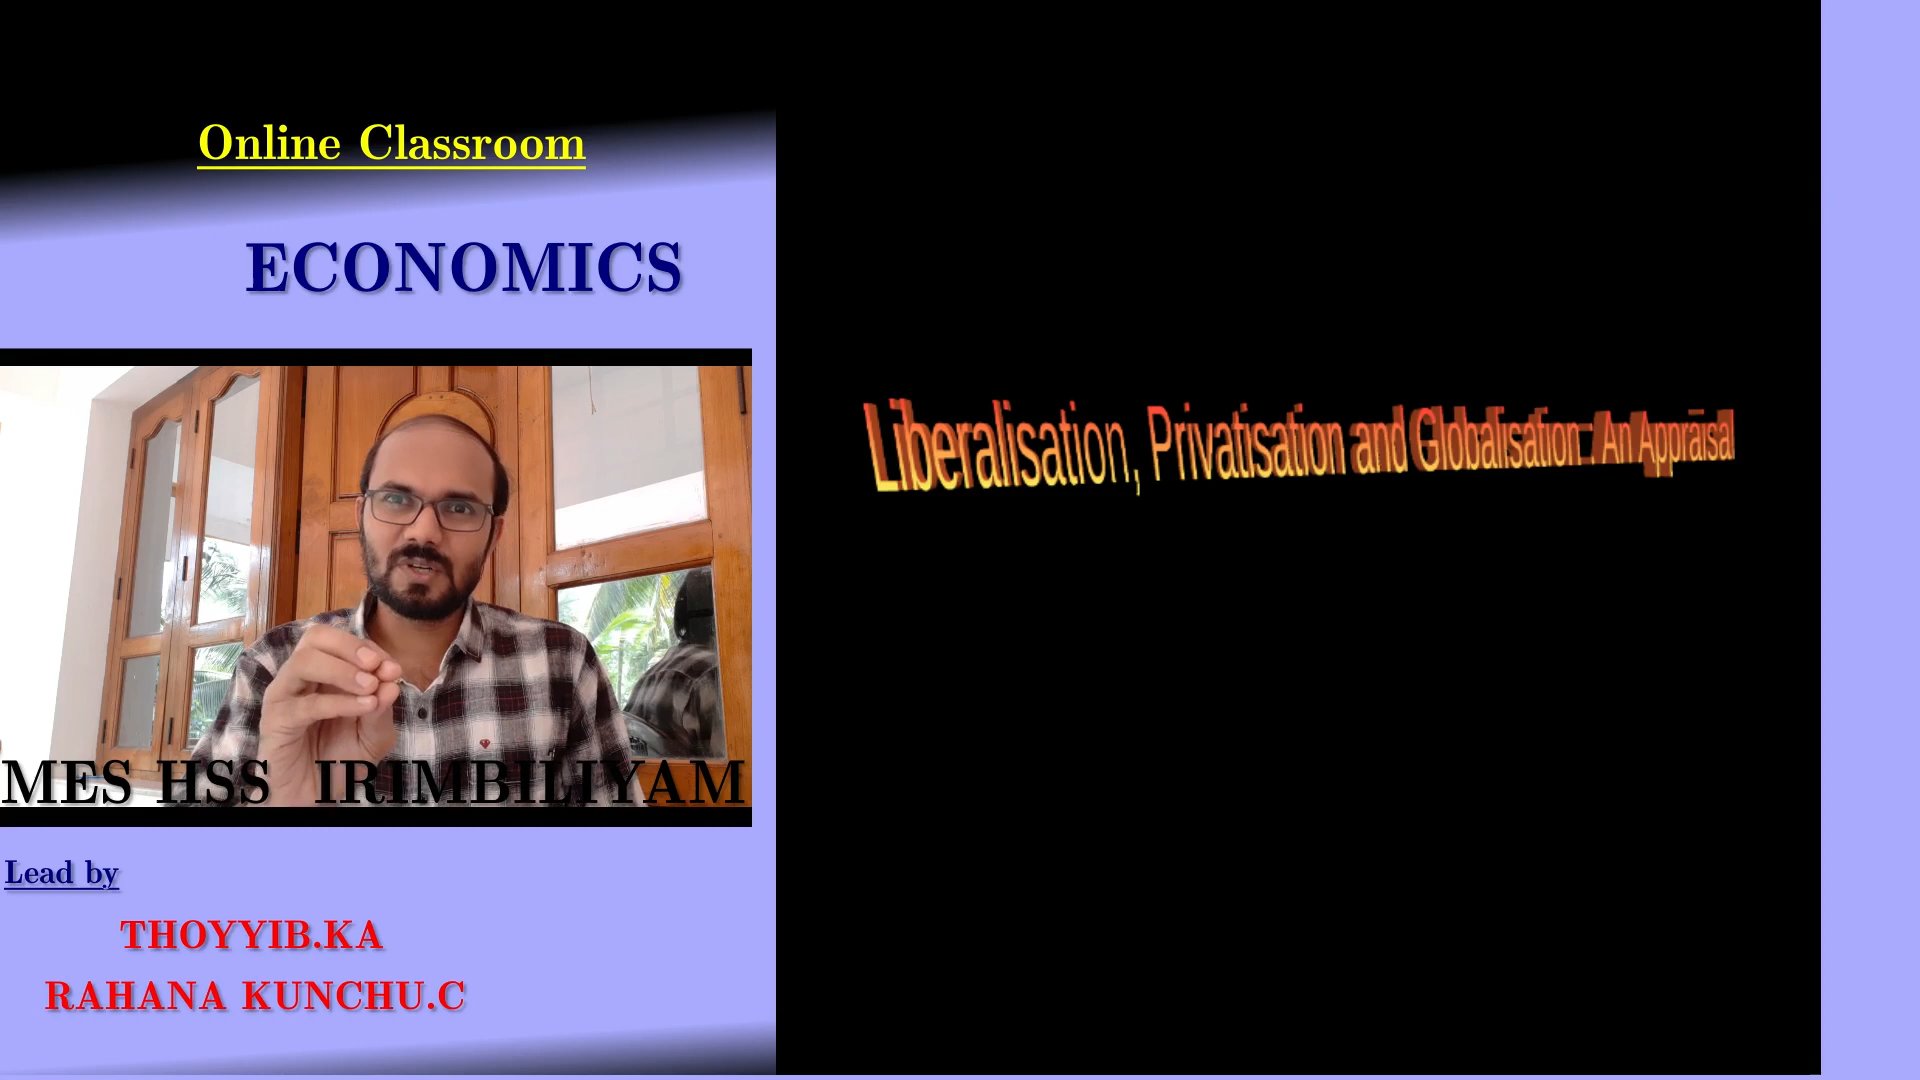 Online Classroom
ECONOMICS
MES HSS IRIMBILIYAM
Lead by
THOYYIB.KA
RAHANA KUNCHU.C
Liberalisation, Privatisation and Globalisation : An Appraisal